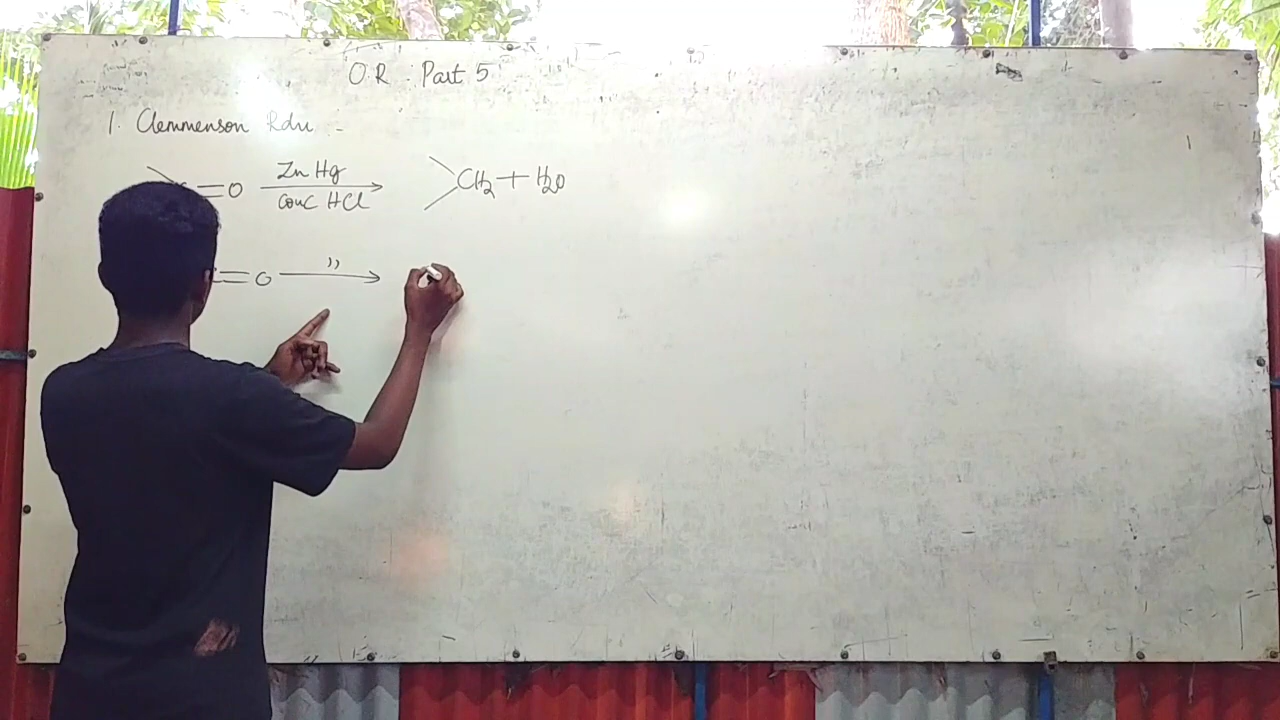 O.R. Part 5
1. Clemmenson Rdu -
=O Zn Hg → CH2 + H2O
conc HCl
=O ,, →